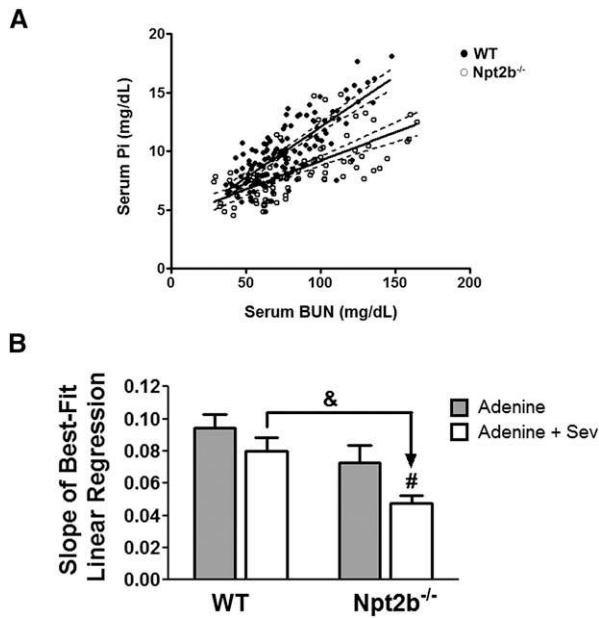 A
20
15
10
5
0
Serum Pi (mg/dL)
0 50 100 150 200
Serum BUN (mg/dL)
WT
Npt2b-/-
B
0.12
0.10
0.08
0.06
0.04
0.02
0.00
Slope of Best-Fit
Linear Regression
&
#
WT Npt2b-/-
Adenine
Adenine + Sev